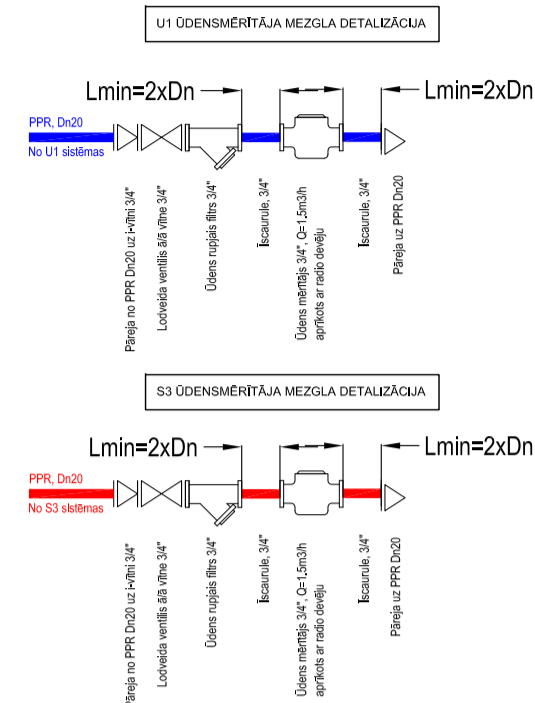 U1 ŪDENSMĒRĪTĀJA MEZGLA DETALIZĀCIJA
Lmin=2xDn
Lmin=2xDn
PPR, Dn20
No U1 sistēmas
Pāreja no PPR Dn20 uz i-vītni 3/4"
Lodveida ventilis ā/ā vītne 3/4"
Ūdens rupjais filtrs 3/4"
Īscaurule, 3/4"
Ūdens mērītājs 3/4", Q=1.5m3/h
aprīkots ar radio devēju
Īscaurule, 3/4"
Pāreja uz PPR Dn20
S3 ŪDENSMĒRĪTĀJA MEZGLA DETALIZĀCIJA
Lmin=2xDn
Lmin=2xDn
PPR, Dn20
No S3 sistēmas
Pāreja no PPR Dn20 uz i-vītni 3/4"
Lodveida ventilis ā/ā vītne 3/4"
Ūdens rupjais filtrs 3/4"
Īscaurule, 3/4"
Ūdens mērītājs 3/4", Q=1.5m3/h
aprīkots ar radio devēju
Īscaurule, 3/4"
Pāreja uz PPR Dn20